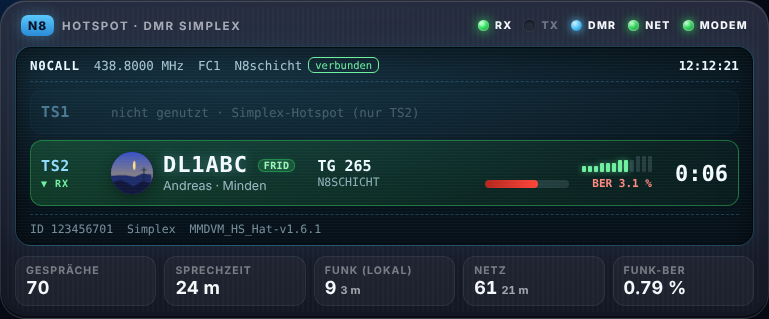 N8 HOTSPOT · DMR SIMPLEX RX TX DMR NET MODEM
N0CALL 438.8000 MHz FC1 N8schicht verbunden 12:12:21
TS1 nicht genutzt · Simplex-Hotspot (nur TS2)
TS2 DL1ABC FRID TG 265 0:06
▼ RX Andreas · Minden N8SCHICHT BER 3.1 %
ID 123456701 Simplex MMDVM_HS_Hat-v1.6.1
GESPRÄCHE SPRECHZEIT FUNK (LOKAL) NETZ FUNK-BER
70 24 m 9 3 m 61 21 m 0.79 %